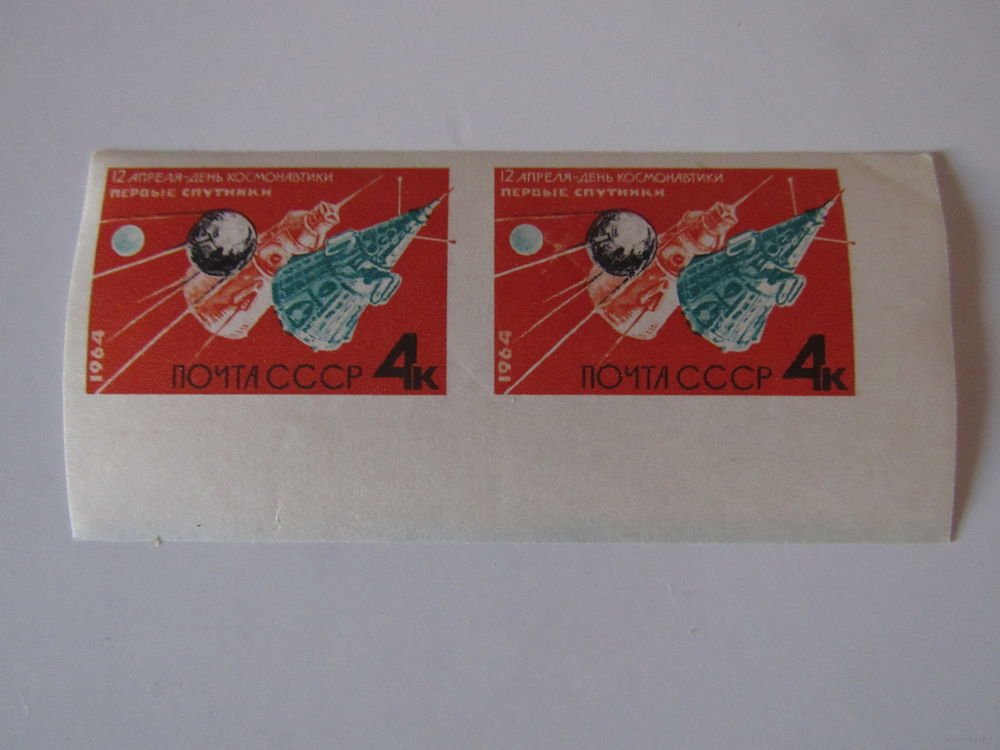 12 АПРЕЛЯ-ДЕНЬ КОСМОНАВТИКИ
ПЕРВЫЕ СПУТНИКИ
1964
ПОЧТА СССР 4к
12 АПРЕЛЯ-ДЕНЬ КОСМОНАВТИКИ
ПЕРВЫЕ СПУТНИКИ
1964
ПОЧТА СССР 4к